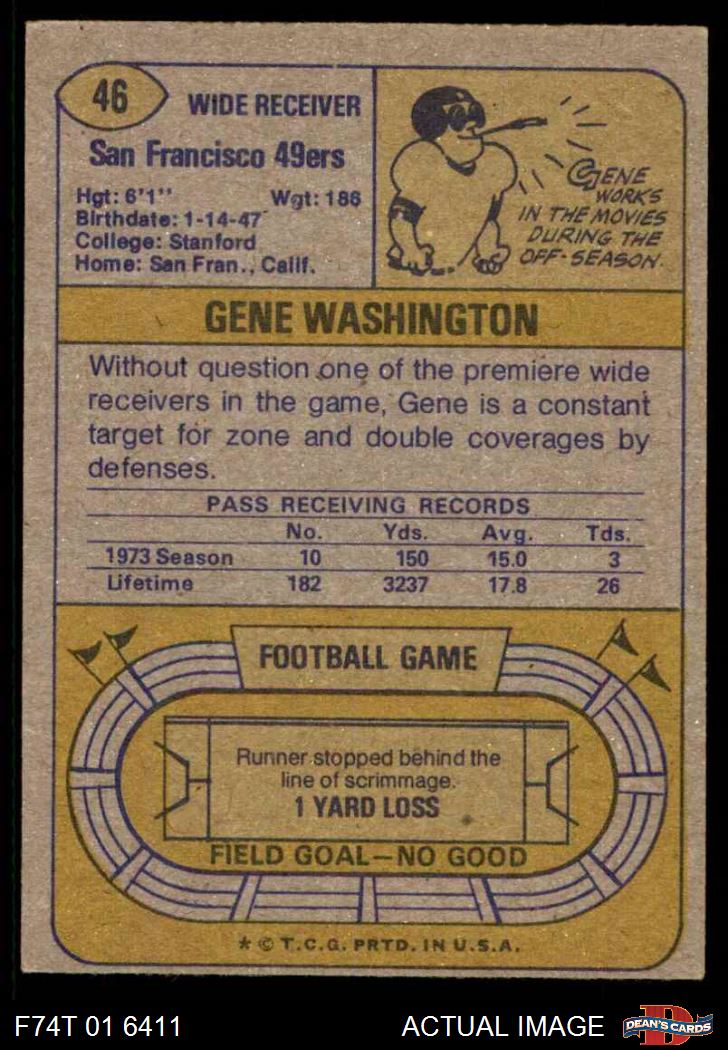 46
WIDE RECEIVER
San Francisco 49ers
Hgt: 6'1" Wgt: 186
Birthdate: 1-14-47
College: Stanford
Home: San Fran., Calif.
GENE
WORKS
IN THE MOVIES
DURING THE
OFF-SEASON.
GENE WASHINGTON
Without question one of the premiere wide
receivers in the game, Gene is a constant
target for zone and double coverages by
defenses.
PASS RECEIVING RECORDS
No. Yds. Avg. Tds.
1973 Season 10 150 15.0 3
Lifetime 182 3237 17.8 26
FOOTBALL GAME
Runner stopped behind the
line of scrimmage.
1 YARD LOSS
FIELD GOAL—NO GOOD
* © T.C.G. PRTD. IN U.S.A.
F74T 01 6411 ACTUAL IMAGE
D
DEAN'S CARDS